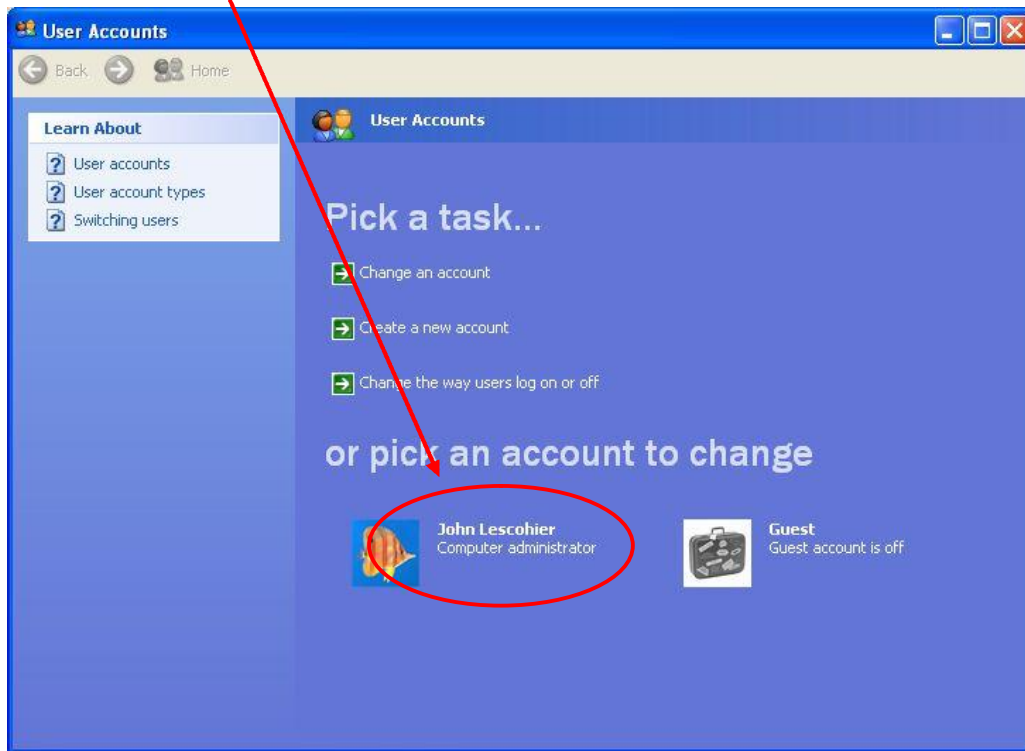 User Accounts
Back Home
Learn About
User accounts
User account types
Switching users
User Accounts
Pick a task...
Change an account
Create a new account
Change the way users log on or off
or pick an account to change
John Lescohier
Computer administrator
Guest
Guest account is off